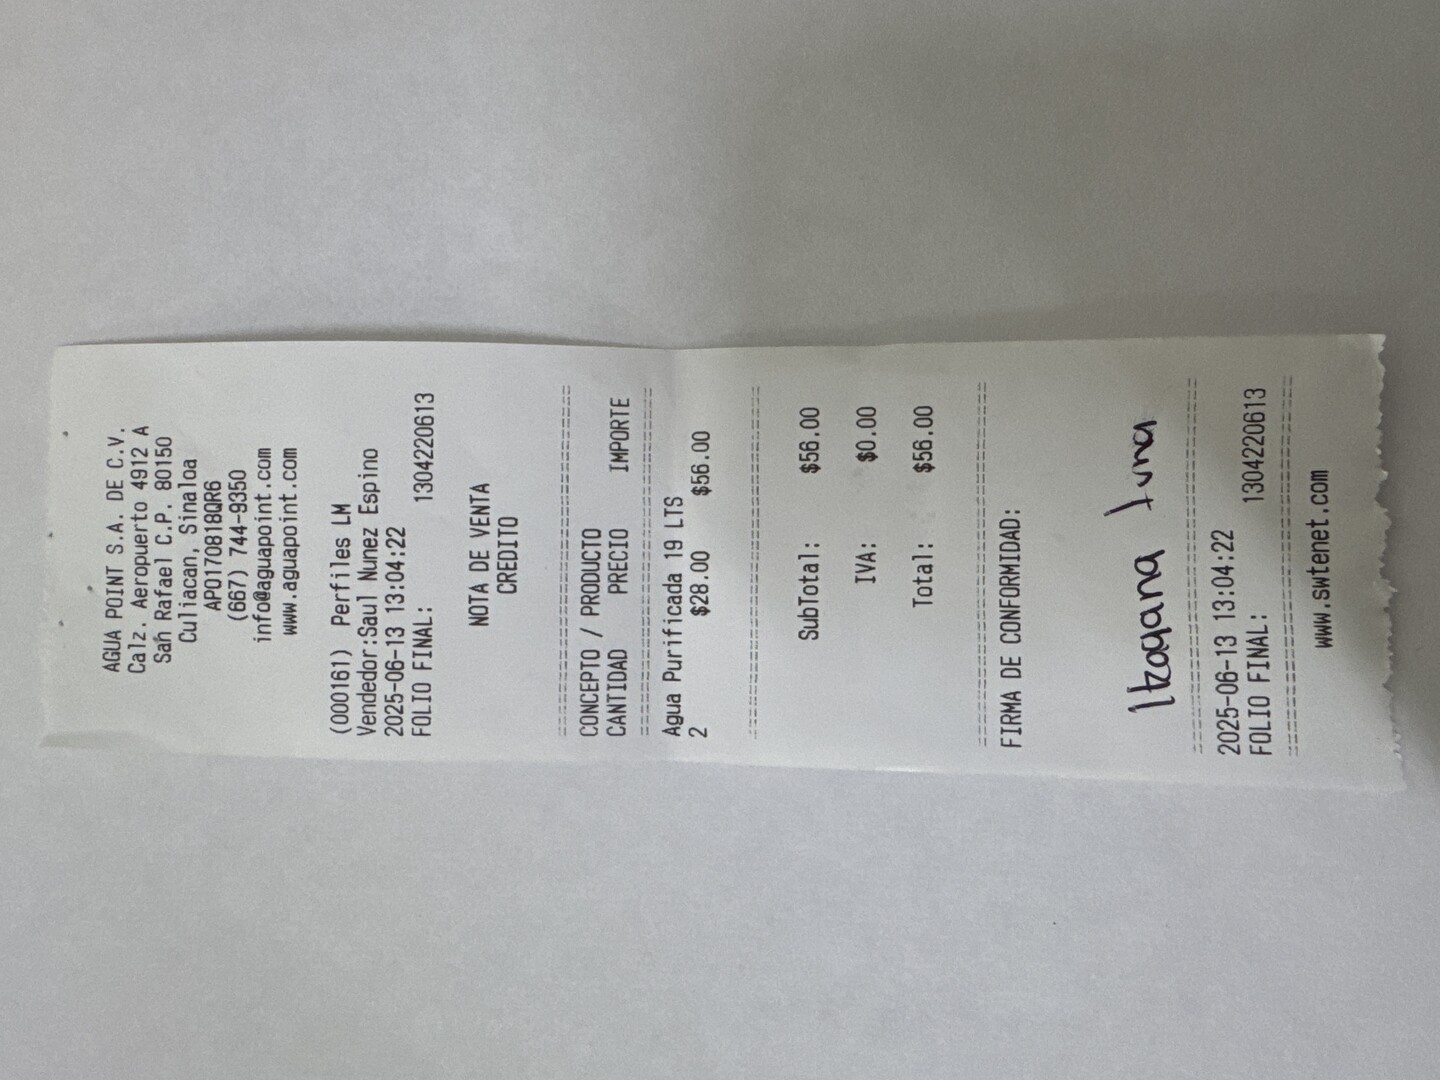 AGUA POINT S.A. DE C.V.
Calz. Aeropuerto 4912 A
San Rafael C.P. 80150
Culiacan, Sinaloa
APO170818QR6
(667) 744-9350
info@aguapoint.com
www.aguapoint.com
(000161) Perfiles LM
Vendedor:Saul Nunez Espino
2025-06-13 13:04:22
FOLIO FINAL: 1304220613
NOTA DE VENTA
CREDITO
CONCEPTO / PRODUCTO
CANTIDAD PRECIO IMPORTE
Agua Purificada 19 LTS
2 $28.00 $56.00
SubTotal: $56.00
IVA: $0.00
Total: $56.00
FIRMA DE CONFORMIDAD:
Itzayana Luna
2025-06-13 13:04:22
FOLIO FINAL: 1304220613
www.swtenet.com